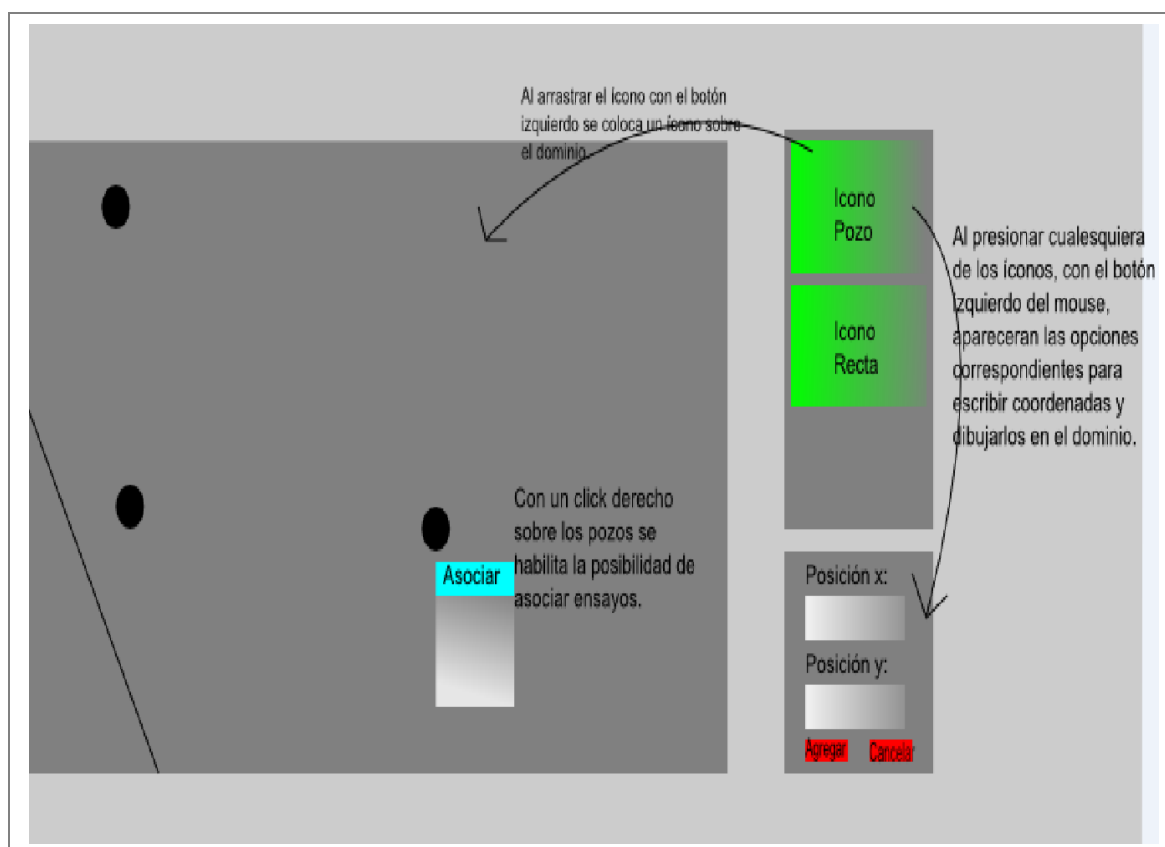 Al arrastrar el ícono con el botón
izquierdo se coloca un ícono sobre
el dominio.
Icono
Pozo
Icono
Recta
Al presionar cualesquiera
de los íconos, con el botón
izquierdo del mouse,
apareceran las opciones
correspondientes para
escribir coordenadas y
dibujarlos en el dominio.
Con un click derecho
sobre los pozos se
habilita la posibilidad de
asociar ensayos.
Asociar
Posición x:
Posición y:
Agregar
Cancelar